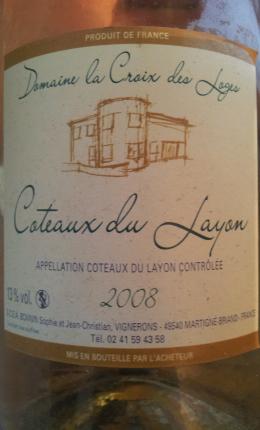 PRODUIT DE FRANCE
Domaine la Croix des Loges
Coteaux du Layon
APPELLATION COTEAUX DU LAYON CONTRÔLÉE
13 % vol.
2008
BONNIN Sophie et Jean-Christian, VIGNERONS - 49540 MARTIGNÉ-BRIAND - FRANCE
Tél. 02 41 59 43 58
MIS EN BOUTEILLE PAR L'ACHETEUR